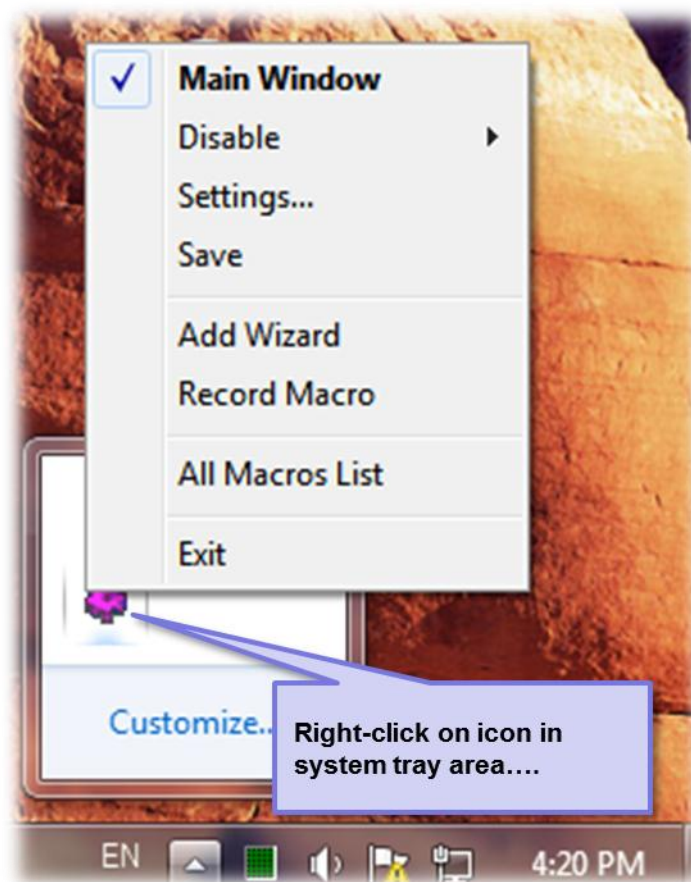 Main Window
Disable
Settings...
Save
Add Wizard
Record Macro
All Macros List
Exit
Customize..
Right-click on icon in
system tray area....
EN
4:20 PM